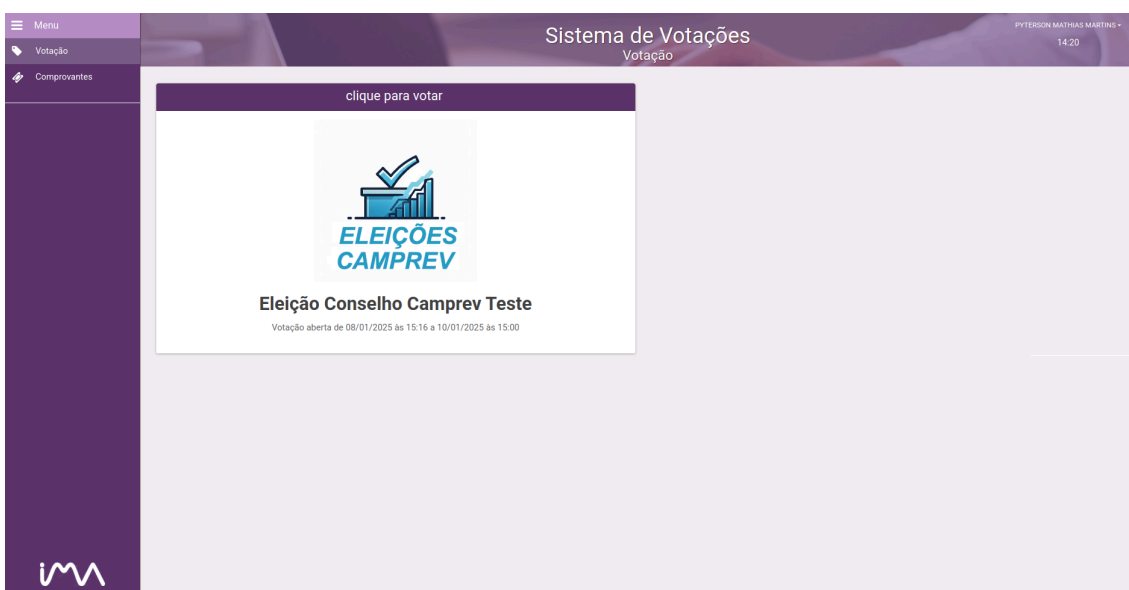 Menu
Votação
Comprovantes
Sistema de Votações
Votação
PYTERSON MATHIAS MARTINS
14:20
clique para votar
ELEIÇÕES
CAMPREV
Eleição Conselho Camprev Teste
Votação aberta de 08/01/2025 às 15:16 a 10/01/2025 às 15:00
ima